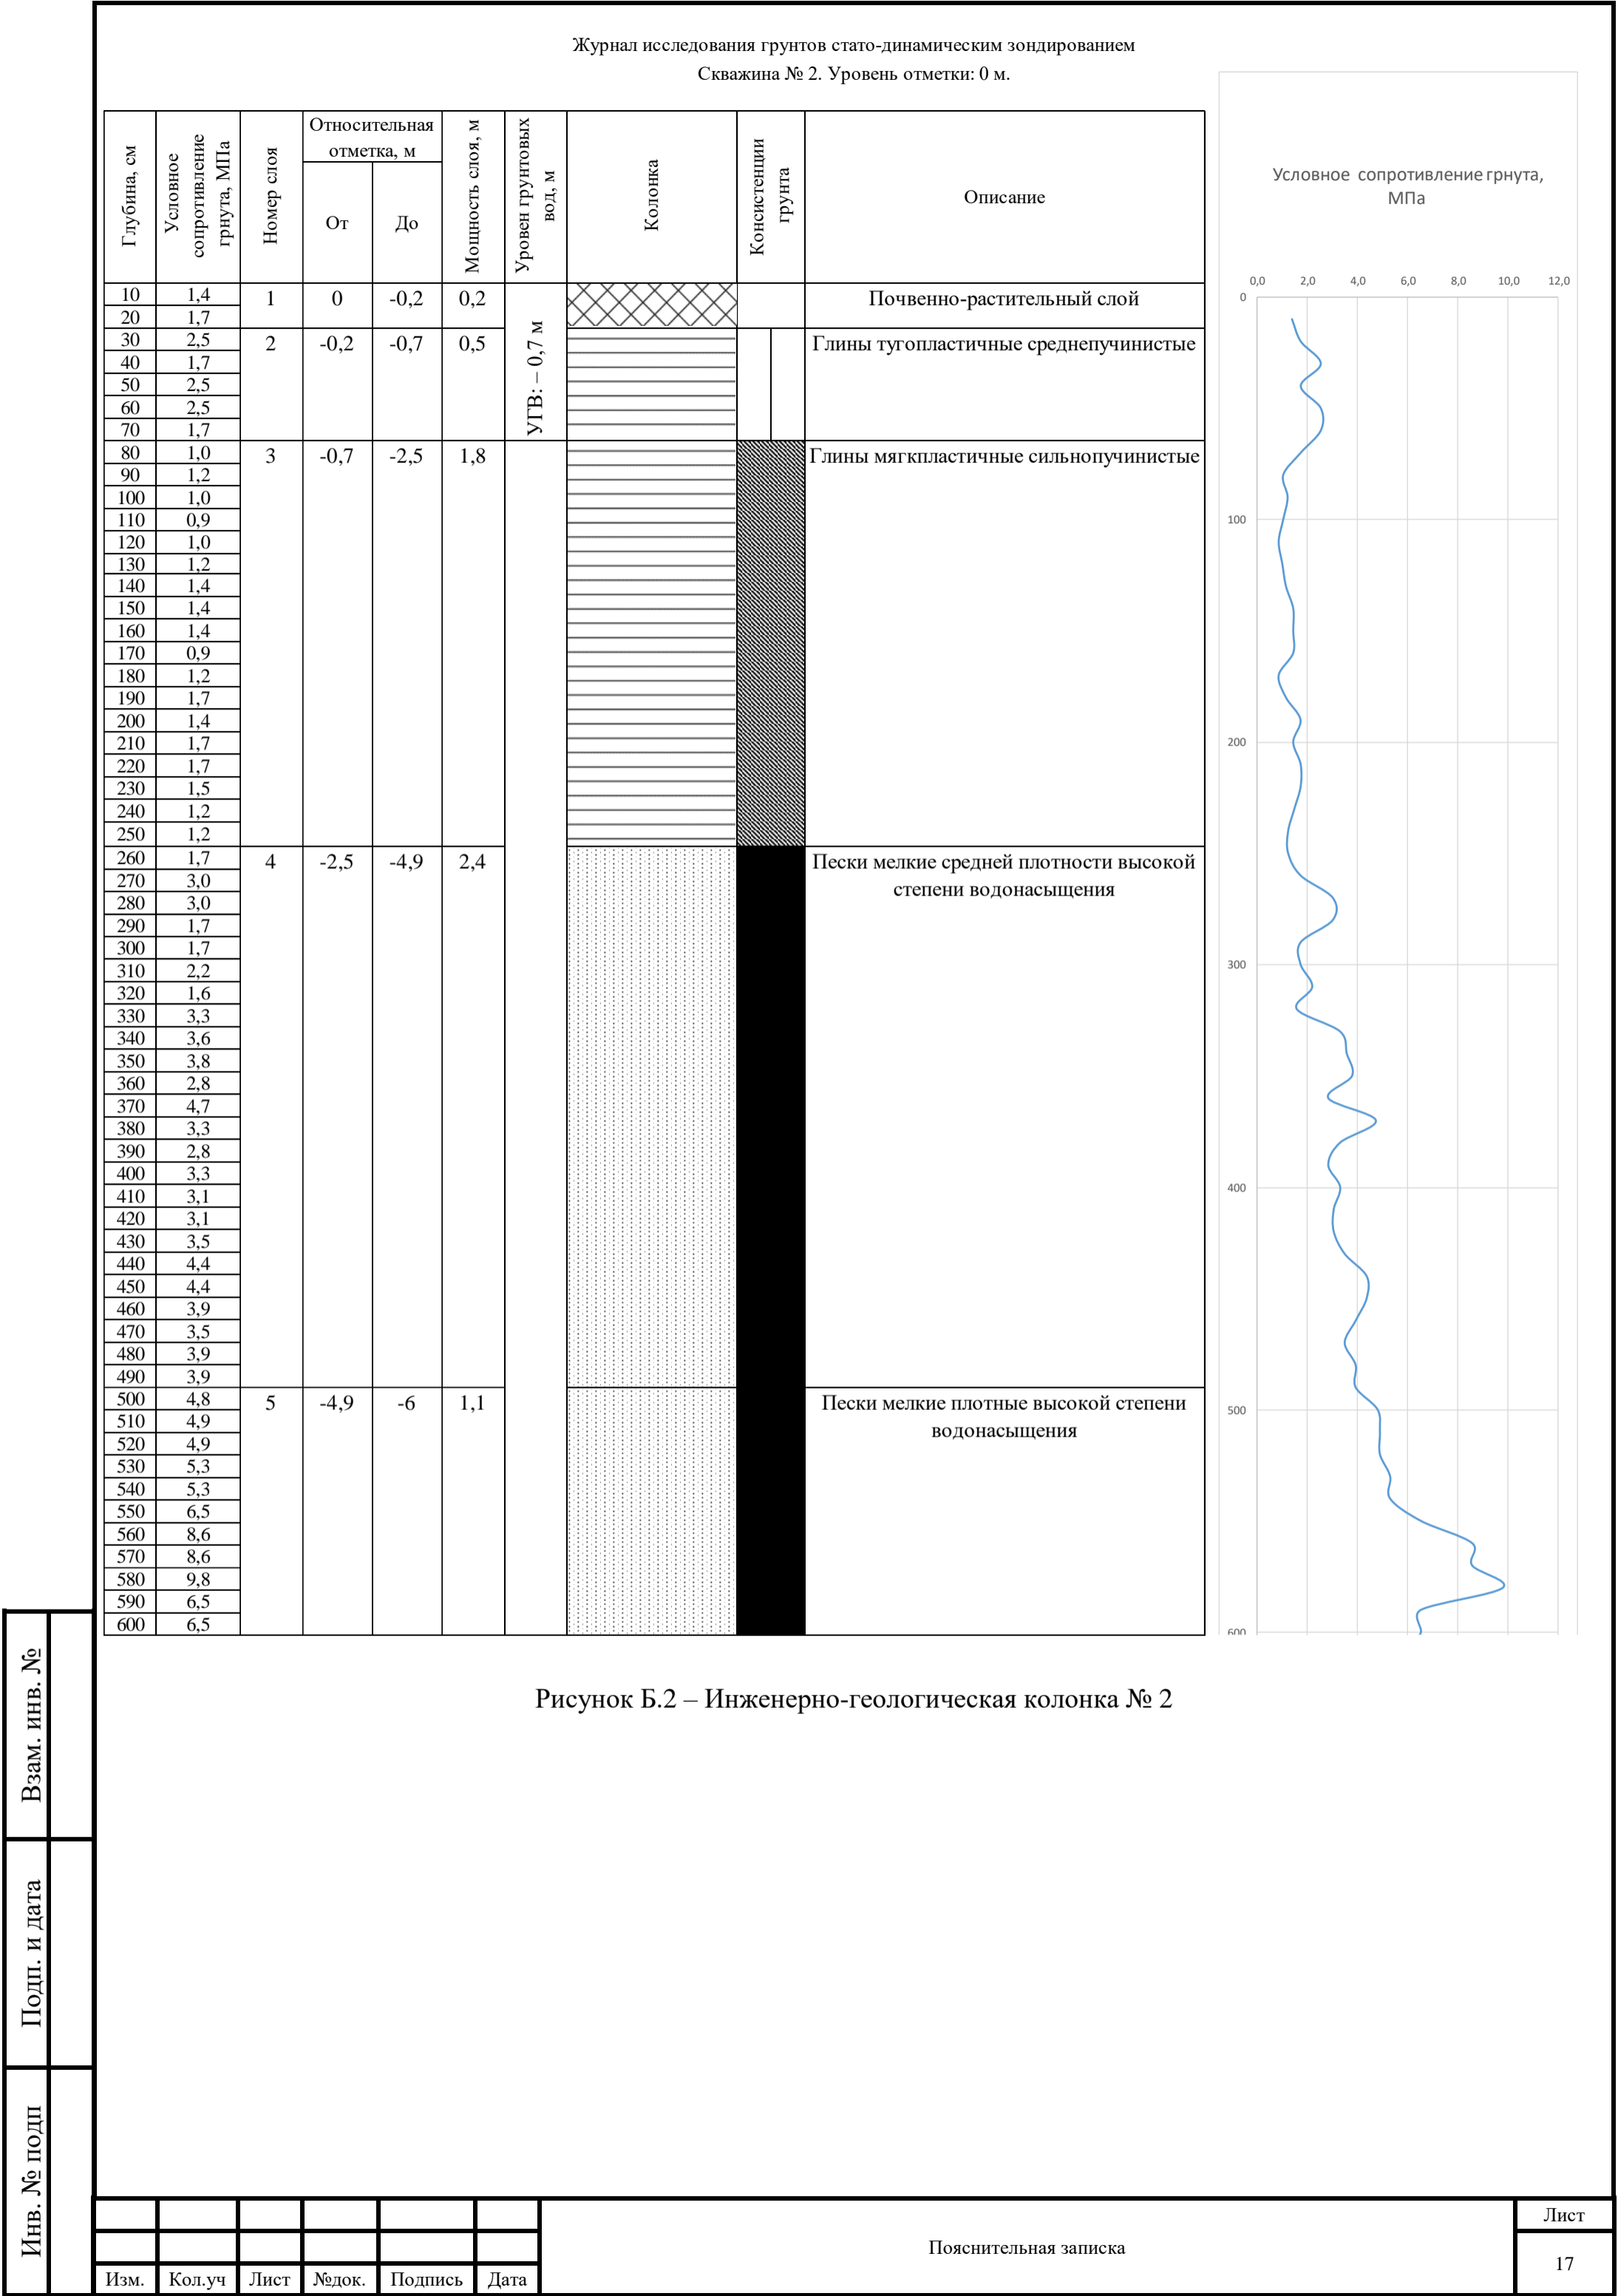 Журнал исследования грунтов стато-динамическим зондированием
Скважина № 2. Уровень отметки: 0 м.
Глубина, см
Условное
сопротивление
грнута, МПа
Номер слоя
Относительная
отметка, м
От
До
Мощность слоя, м
Уровен грунтовых
вод, м
Колонка
Консистенции
грунта
Описание
10 1,4 1 0 -0,2 0,2 Почвенно-растительный слой
20 1,7
УГВ: – 0,7 м
30 2,5 2 -0,2 -0,7 0,5 Глины тугопластичные среднепучинистые
40 1,7
50 2,5
60 2,5
70 1,7
80 1,0 3 -0,7 -2,5 1,8 Глины мягкпластичные сильнопучинистые
90 1,2
100 1,0
110 0,9
120 1,0
130 1,2
140 1,4
150 1,4
160 1,4
170 0,9
180 1,2
190 1,7
200 1,4
210 1,7
220 1,7
230 1,5
240 1,2
250 1,2
260 1,7 4 -2,5 -4,9 2,4 Пески мелкие средней плотности высокой
270 3,0
степени водонасыщения
280 3,0
290 1,7
300 1,7
310 2,2
320 1,6
330 3,3
340 3,6
350 3,8
360 2,8
370 4,7
380 3,3
390 2,8
400 3,3
410 3,1
420 3,1
430 3,5
440 4,4
450 4,4
460 3,9
470 3,5
480 3,9
490 3,9
500 4,8 5 -4,9 -6 1,1 Пески мелкие плотные высокой степени
510 4,9
водонасыщения
520 4,9
530 5,3
540 5,3
550 6,5
560 8,6
570 8,6
580 9,8
590 6,5
600 6,5
Условное сопротивление грнута,
МПа
0,0 2,0 4,0 6,0 8,0 10,0 12,0
0
100
200
300
400
500
600
Рисунок Б.2 – Инженерно-геологическая колонка № 2
Взам. инв. №
Подп. и дата
Инв. № подп
Изм. Кол.уч Лист №док. Подпись Дата
Пояснительная записка
Лист
17